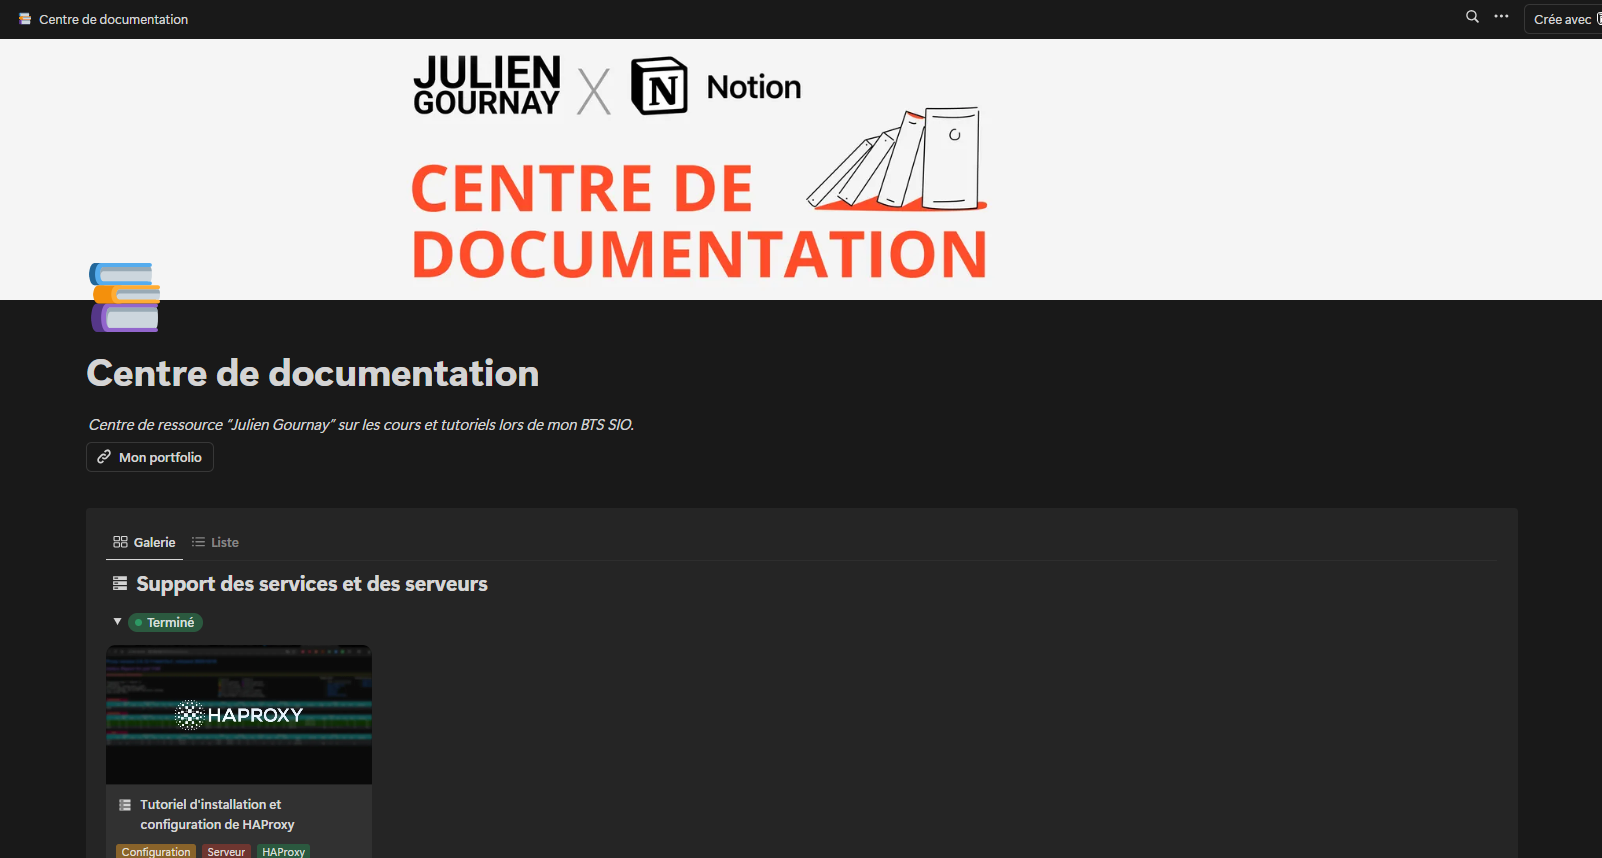 Centre de documentation
Crée avec
JULIEN
GOURNAY
X
N
Notion
CENTRE DE
DOCUMENTATION
Centre de documentation
Centre de ressource "Julien Gournay" sur les cours et tutoriels lors de mon BTS SIO.
Mon portfolio
Galerie
Liste
Support des services et des serveurs
Terminé
HAPROXY
Tutoriel d'installation et
configuration de HAProxy
Configuration
Serveur
HAProxy